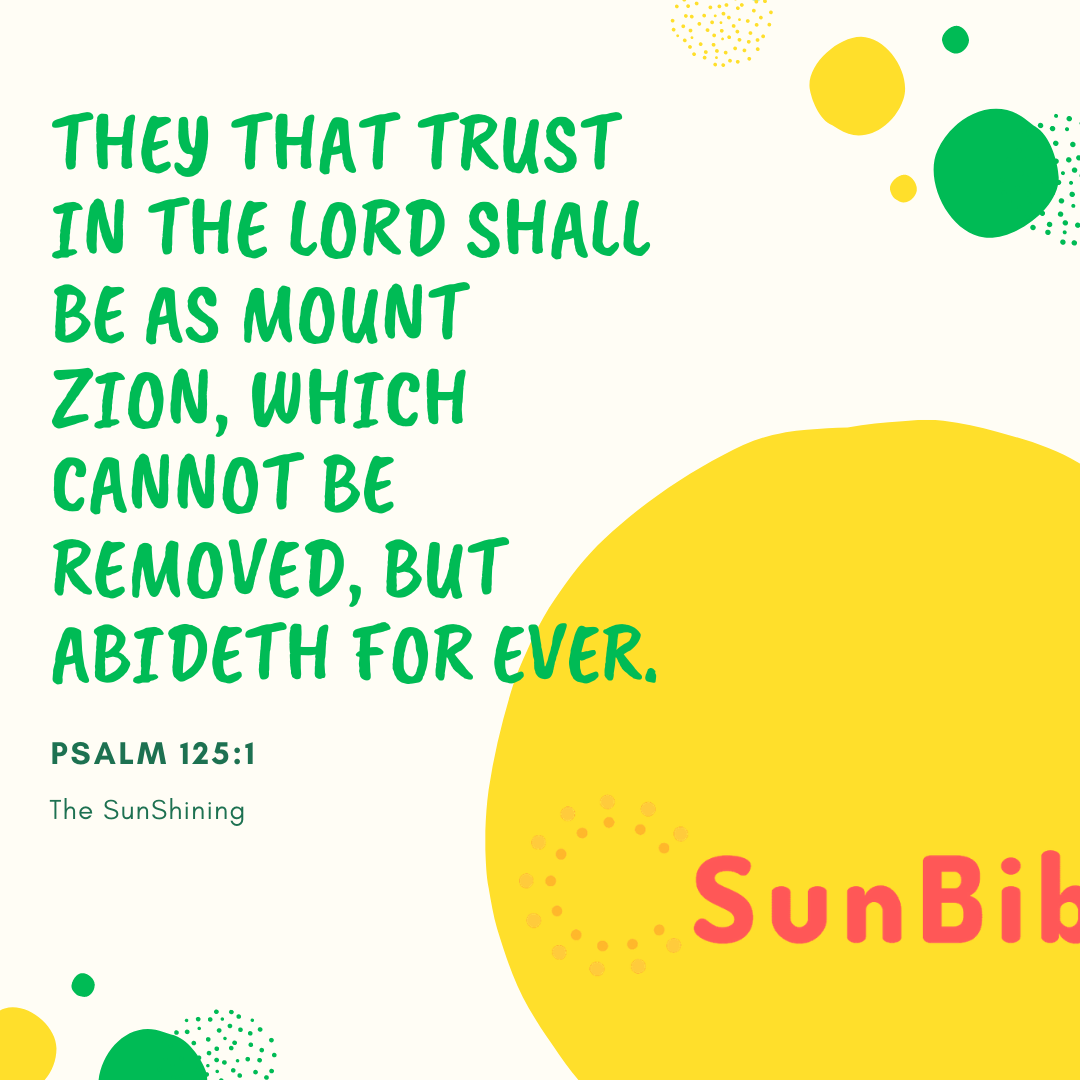 THEY THAT TRUST
IN THE LORD SHALL
BE AS MOUNT
ZION, WHICH
CANNOT BE
REMOVED, BUT
ABIDETH FOR EVER.
PSALM 125:1
The SunShining
SunBib